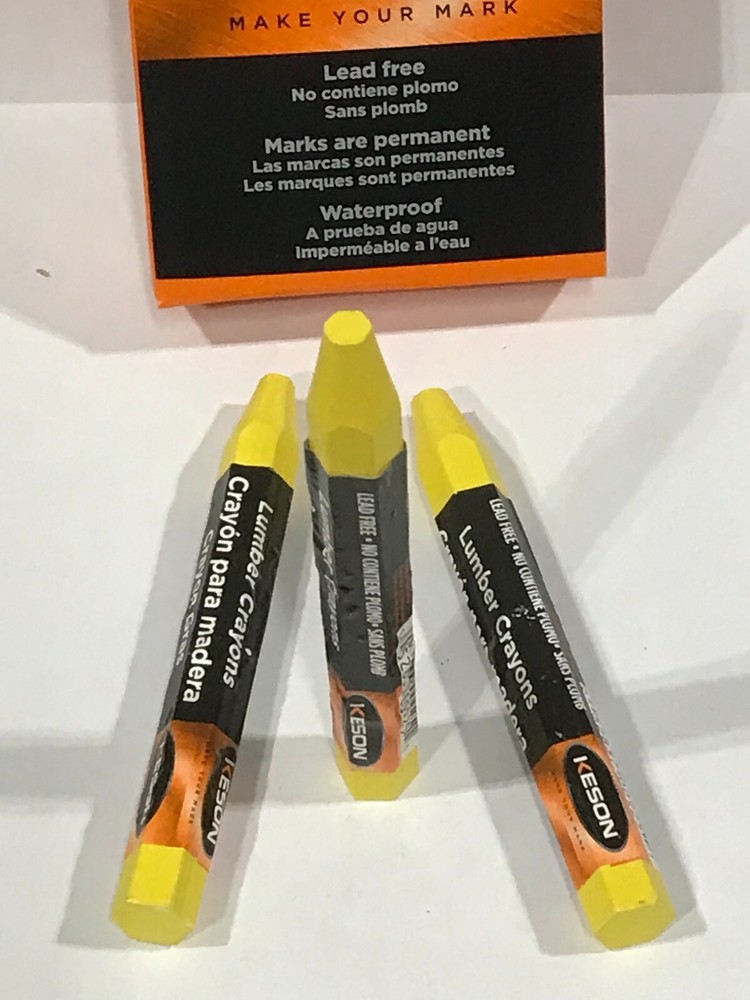 MAKE YOUR MARK
Lead free
No contiene plomo
Sans plomb
Marks are permanent
Las marcas son permanentes
Les marques sont permanentes
Waterproof
A prueba de agua
Imperméable a l'eau
Lumber Crayons
Crayón para madera
KESON
LEAD FREE • NO CONTIENE PLOMO • SANS PLOMB
KESON
LEAD FREE • NO CONTIENE PLOMO • SANS PLOMB
Lumber Crayons
KESON